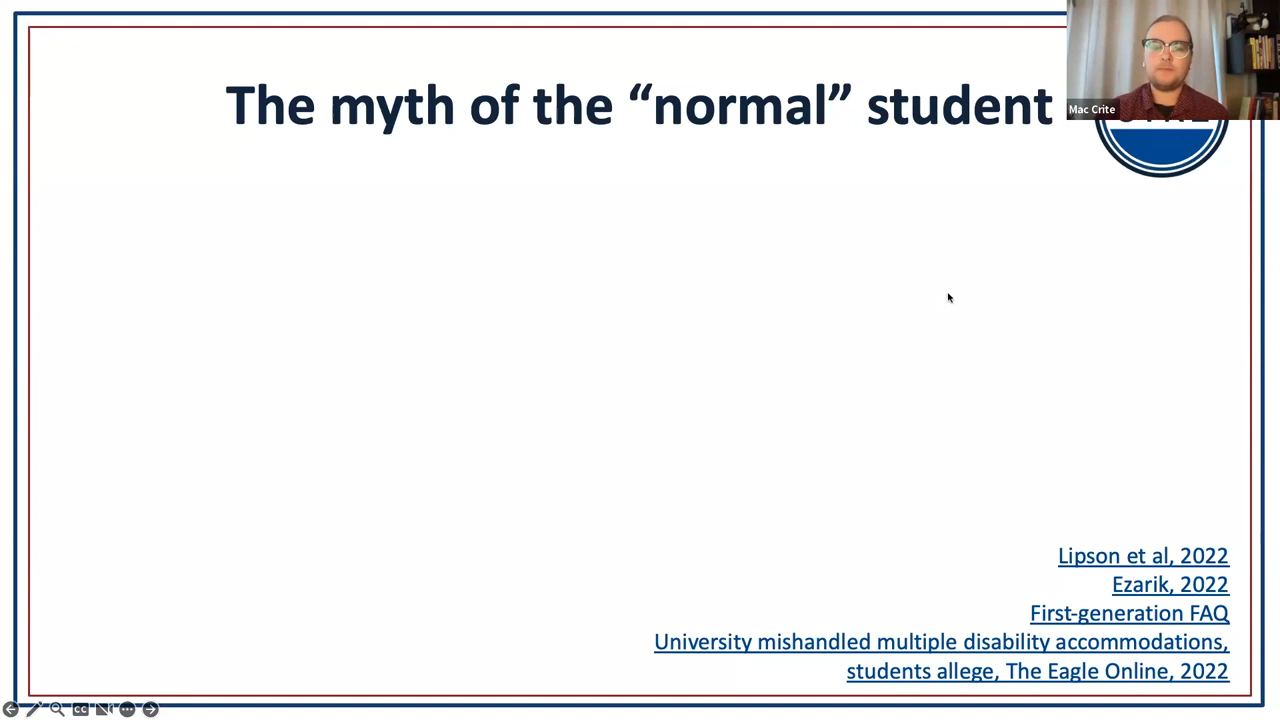 The myth of the “normal” student
Mac Crite
Lipson et al, 2022
Ezarik, 2022
First-generation FAQ
University mishandled multiple disability accommodations,
students allege, The Eagle Online, 2022
CC